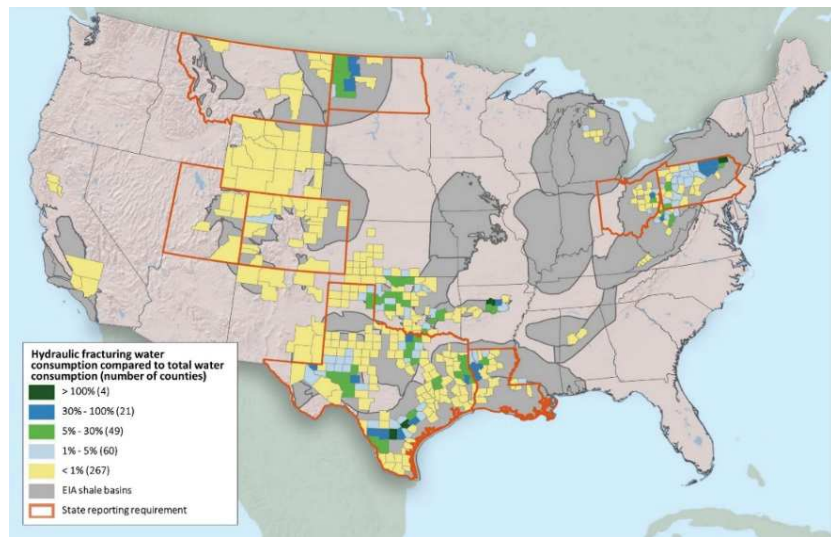 Hydraulic fracturing water
consumption compared to total water
consumption (number of counties)
> 100% (4)
30% - 100% (21)
5% - 30% (49)
1% - 5% (60)
< 1% (267)
EIA shale basins
State reporting requirement